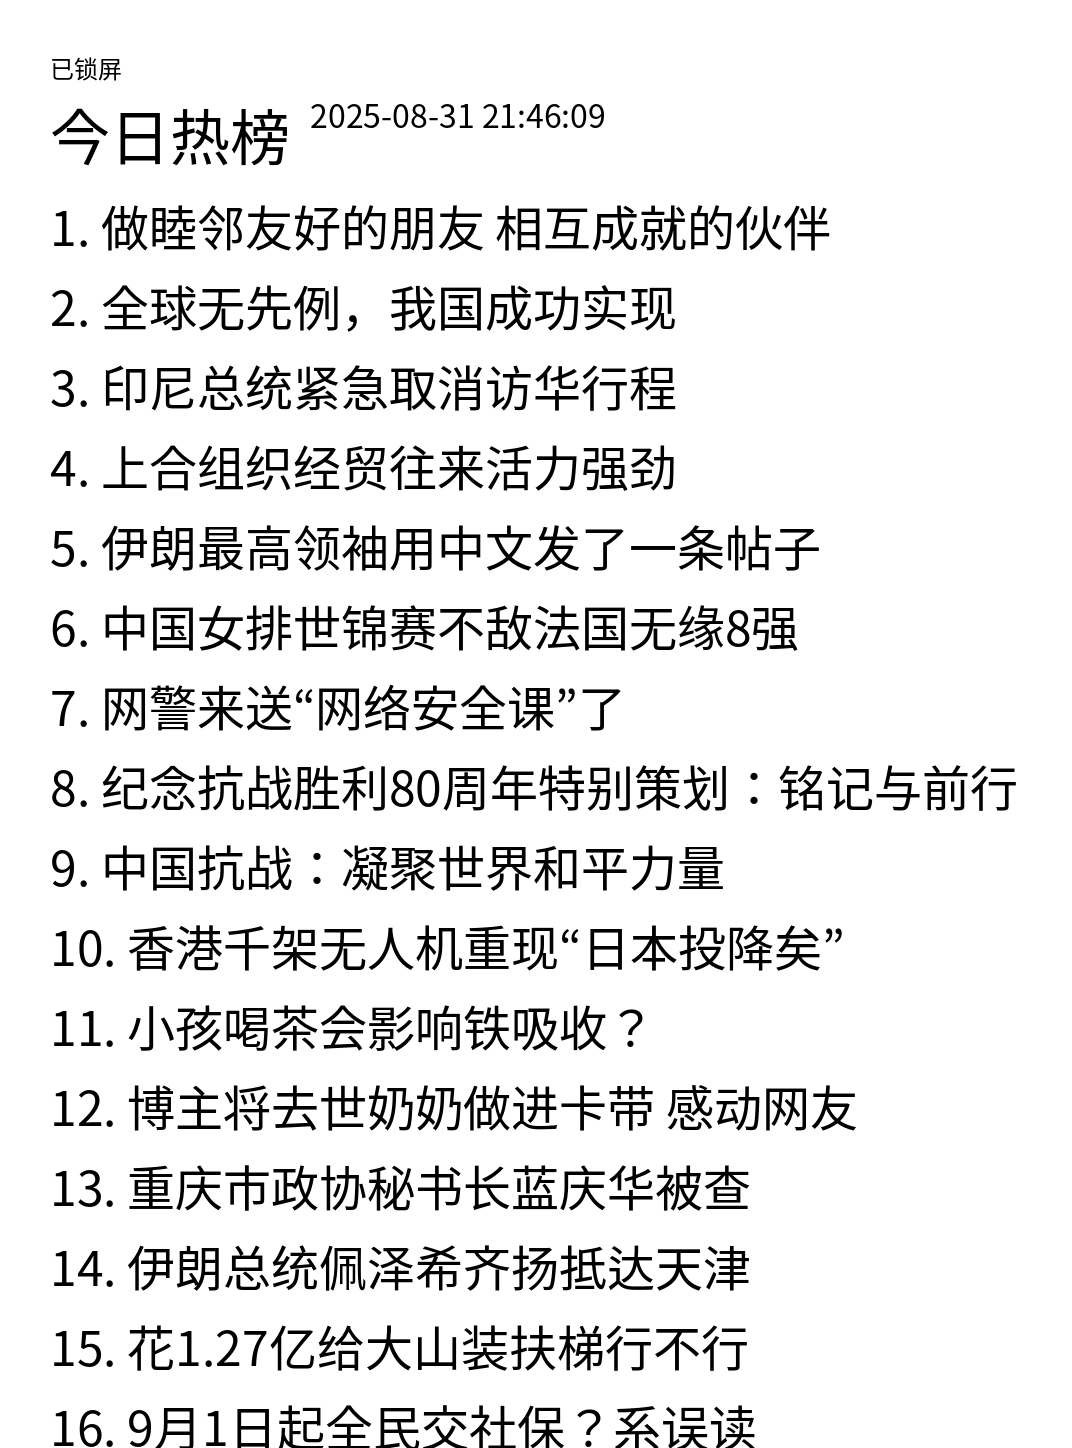 已锁屏
今日热榜 2025-08-31 21:46:09
1. 做睦邻友好的朋友 相互成就的伙伴
2. 全球无先例，我国成功实现
3. 印尼总统紧急取消访华行程
4. 上合组织经贸往来活力强劲
5. 伊朗最高领袖用中文发了一条帖子
6. 中国女排世锦赛不敌法国无缘8强
7. 网警来送“网络安全课”了
8. 纪念抗战胜利80周年特别策划：铭记与前行
9. 中国抗战：凝聚世界和平力量
10. 香港千架无人机重现“日本投降矣”
11. 小孩喝茶会影响铁吸收？
12. 博主将去世奶奶做进卡带 感动网友
13. 重庆市政协秘书长蓝庆华被查
14. 伊朗总统佩泽希齐扬抵达天津
15. 花1.27亿给大山装扶梯行不行
16. 9月1日起全民交社保？系误读